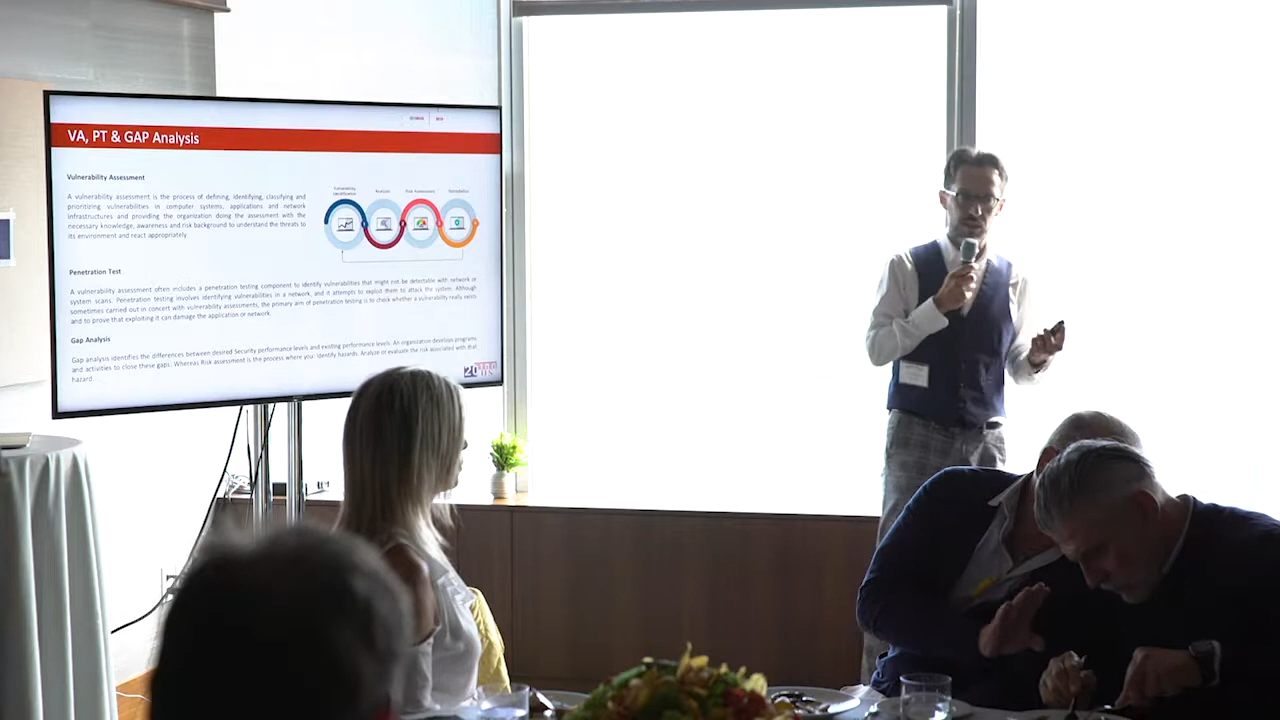 VA, PT & GAP Analysis
Vulnerability Assessment
A vulnerability assessment is the process of defining, identifying, classifying and
prioritizing vulnerabilities in computer systems, applications and network
infrastructures and providing the organization doing the assessment with the
necessary knowledge, awareness and risk background to understand the threats to
its environment and react appropriately
Vulnerability
Identification
Analysis
Risk Assessment
Remediation
Penetration Test
A vulnerability assessment often includes a penetration testing component to identify vulnerabilities that might not be detectable with network or
system scans. Penetration testing involves identifying vulnerabilities in a network, and it attempts to exploit them to attack the system. Although
sometimes carried out in concert with vulnerability assessments, the primary aim of penetration testing is to check whether a vulnerability really exists
and to prove that exploiting it can damage the application or network.
Gap Analysis
Gap analysis identifies the differences between desired Security performance levels and existing performance levels. An organization develops programs
and activities to close these gaps. Whereas Risk assessment is the process where you: Identify hazards. Analyze or evaluate the risk associated with that
hazard.
20